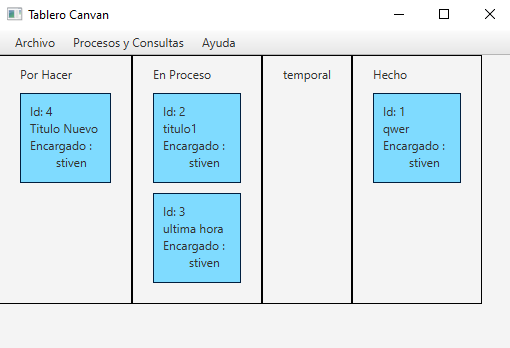 Tablero Canvan
Archivo Procesos y Consultas Ayuda
Por Hacer
Id: 4
Titulo Nuevo
Encargado :
stiven
En Proceso
Id: 2
titulo1
Encargado :
stiven
Id: 3
ultima hora
Encargado :
stiven
temporal
Hecho
Id: 1
qwer
Encargado :
stiven